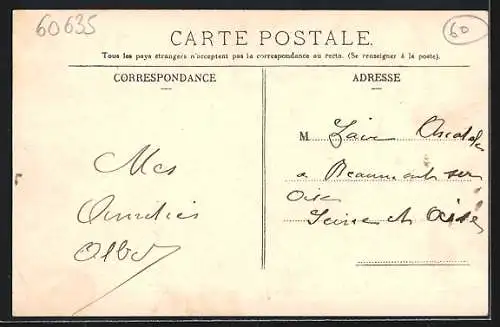 60635
60
CARTE POSTALE.
Tous les pays étrangers n'acceptent pas la correspondance au recto. (Se renseigner à la poste).
CORRESPONDANCE
ADRESSE
Mes
Amitiés
M
a Beaumont sur
Oise
Seine et Oise